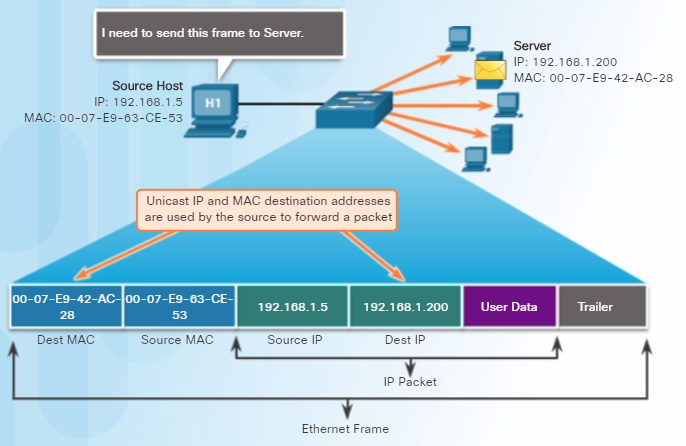 I need to send this frame to Server.
Server
IP: 192.168.1.200
MAC: 00-07-E9-42-AC-28
Source Host
IP: 192.168.1.5
MAC: 00-07-E9-63-CE-53
H1
Unicast IP and MAC destination addresses
are used by the source to forward a packet
00-07-E9-42-AC-
28
00-07-E9-63-CE-
53
192.168.1.5
192.168.1.200
User Data
Trailer
Dest MAC
Source MAC
Source IP
Dest IP
IP Packet
Ethernet Frame